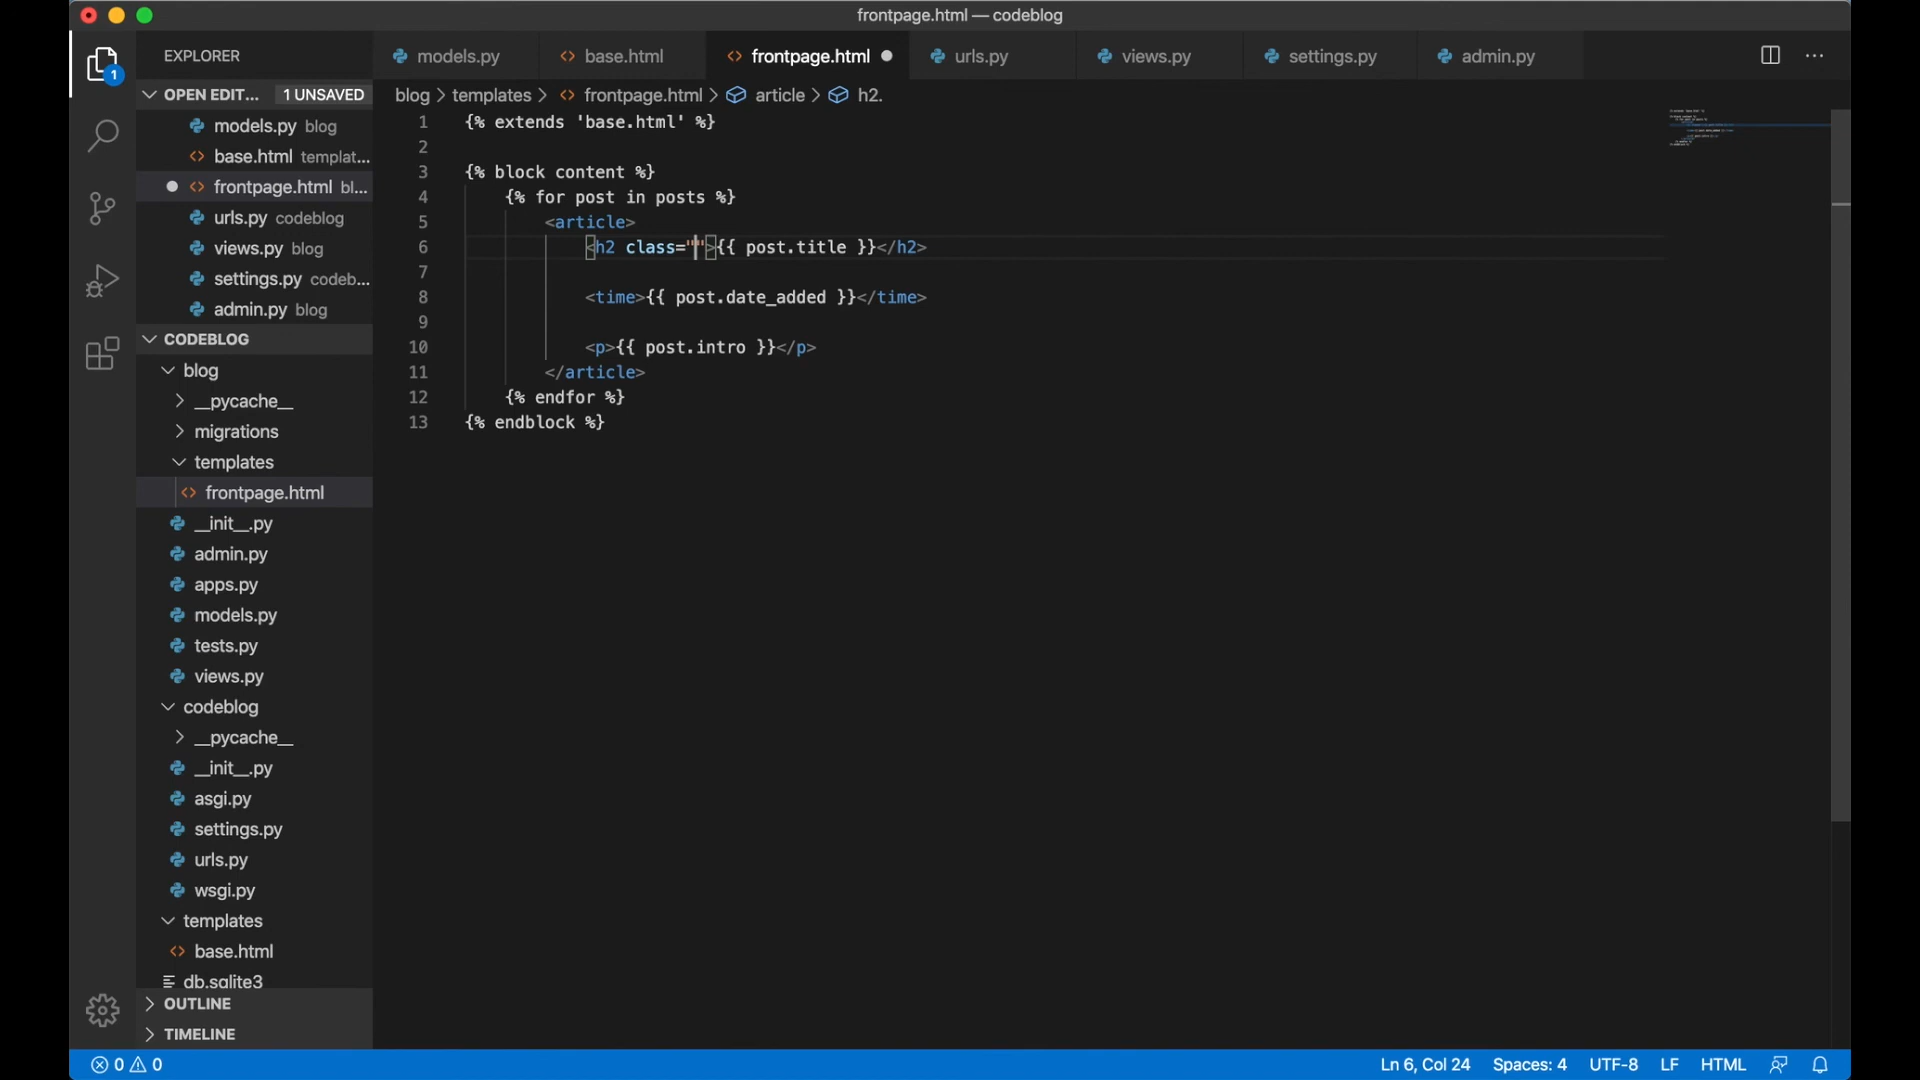 frontpage.html — codeblog
EXPLORER
models.py
base.html
frontpage.html
urls.py
views.py
settings.py
admin.py
1
OPEN EDIT... 1 UNSAVED
blog > templates > frontpage.html > article > h2.
models.py blog
base.html templat...
frontpage.html bl...
urls.py codeblog
views.py blog
settings.py codeb...
admin.py blog
CODEBLOG
blog
__pycache__
migrations
templates
frontpage.html
__init__.py
admin.py
apps.py
models.py
tests.py
views.py
codeblog
__pycache__
__init__.py
asgi.py
settings.py
urls.py
wsgi.py
templates
base.html
db.sqlite3
OUTLINE
TIMELINE
1 {% extends 'base.html' %}
2
3 {% block content %}
4 {% for post in posts %}
5 <article>
6 <h2 class="">{{ post.title }}</h2>
7
8 <time>{{ post.date_added }}</time>
9
10 <p>{{ post.intro }}</p>
11 </article>
12 {% endfor %}
13 {% endblock %}
0 0
Ln 6, Col 24 Spaces: 4 UTF-8 LF HTML